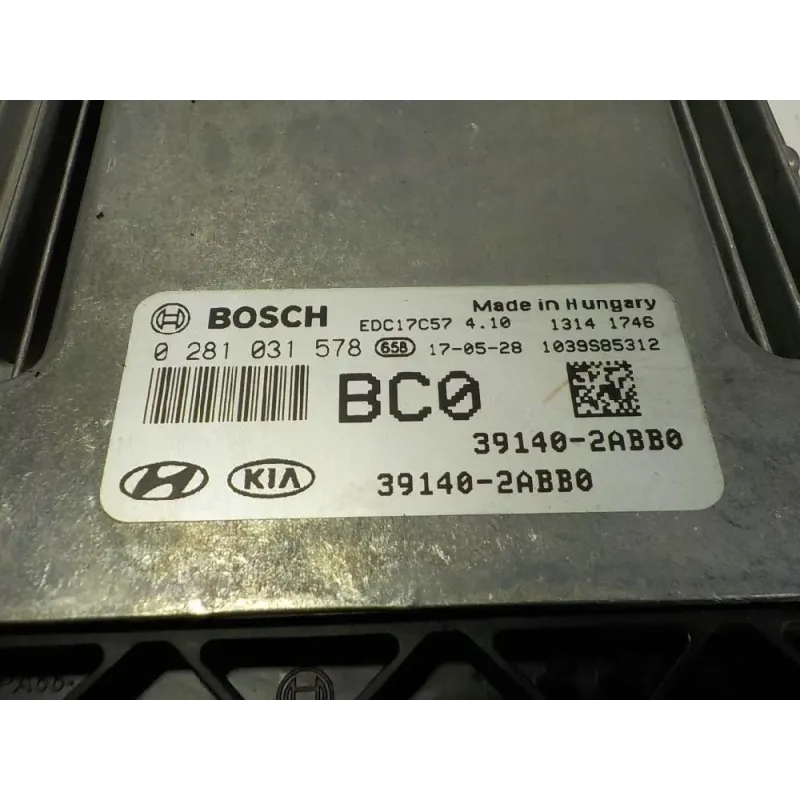 BOSCH EDC17C57 4.10 Made in Hungary 1314 1746
0 281 031 578 65B 17-05-28 1039S85312
BC0
39140-2ABB0
KIA 39140-2ABB0